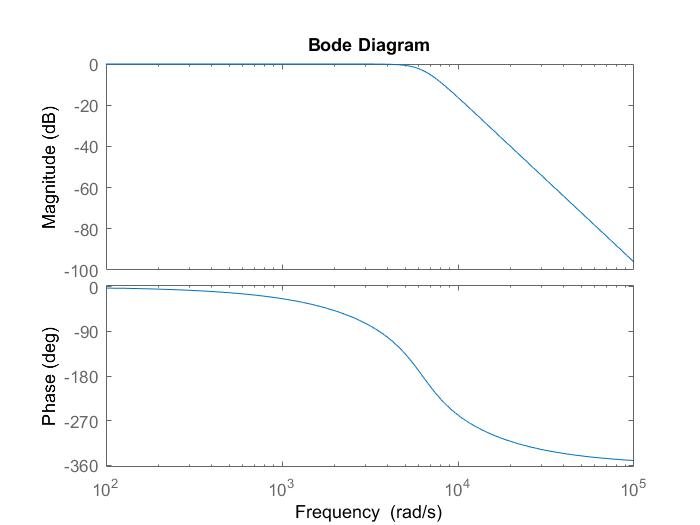 Bode Diagram
Magnitude (dB)
0
-20
-40
-60
-80
-100
Phase (deg)
0
-90
-180
-270
-360
10^2 10^3 10^4 10^5
Frequency (rad/s)